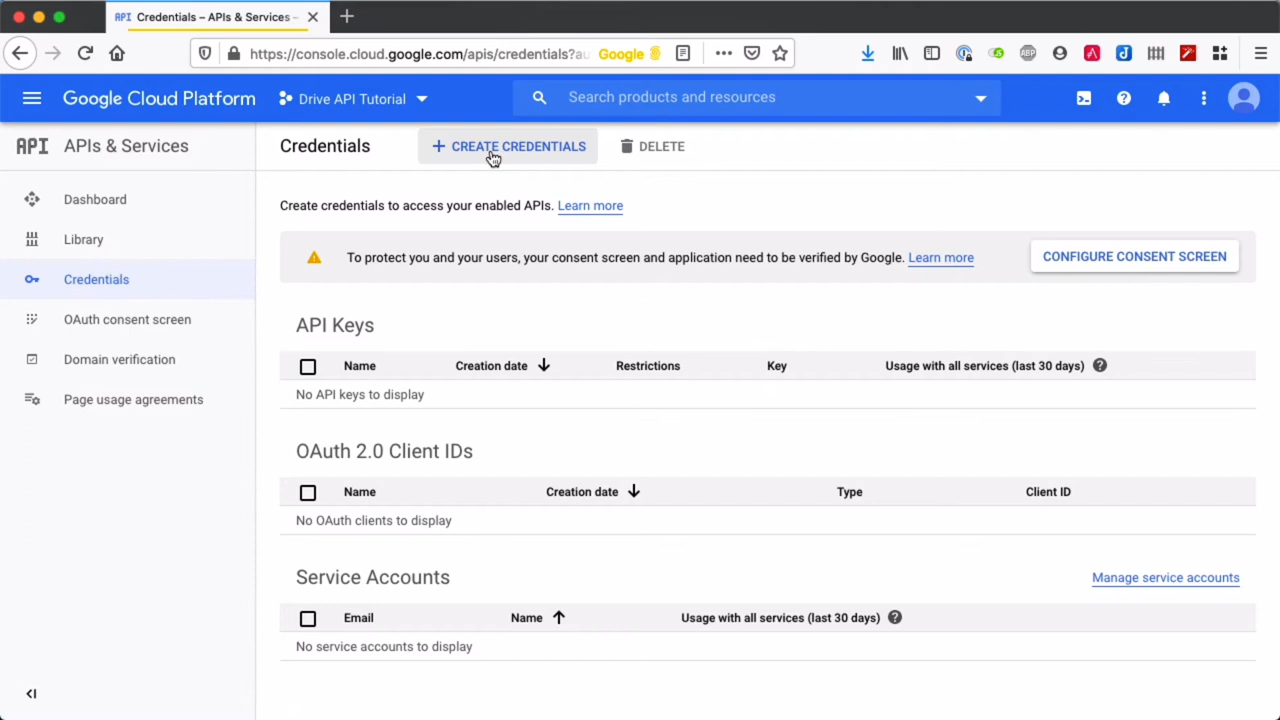 API Credentials – APIs & Services –
https://console.cloud.google.com/apis/credentials?au Google
ABP
Google Cloud Platform
Drive API Tutorial
Search products and resources
API APIs & Services
Credentials
+ CREATE CREDENTIALS
DELETE
Dashboard
Library
Credentials
OAuth consent screen
Domain verification
Page usage agreements
Create credentials to access your enabled APIs. Learn more
To protect you and your users, your consent screen and application need to be verified by Google. Learn more
CONFIGURE CONSENT SCREEN
API Keys
Name Creation date Restrictions Key Usage with all services (last 30 days)
No API keys to display
OAuth 2.0 Client IDs
Name Creation date Type Client ID
No OAuth clients to display
Service Accounts
Manage service accounts
Email Name Usage with all services (last 30 days)
No service accounts to display